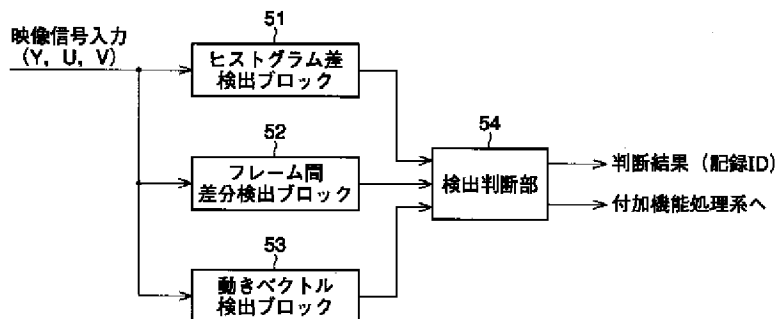 映像信号入力
(Y, U, V)
51
ヒストグラム差
検出ブロック
52
フレーム間
差分検出ブロック
53
動きベクトル
検出ブロック
54
検出判断部
判断結果 (記録ID)
付加機能処理系へ